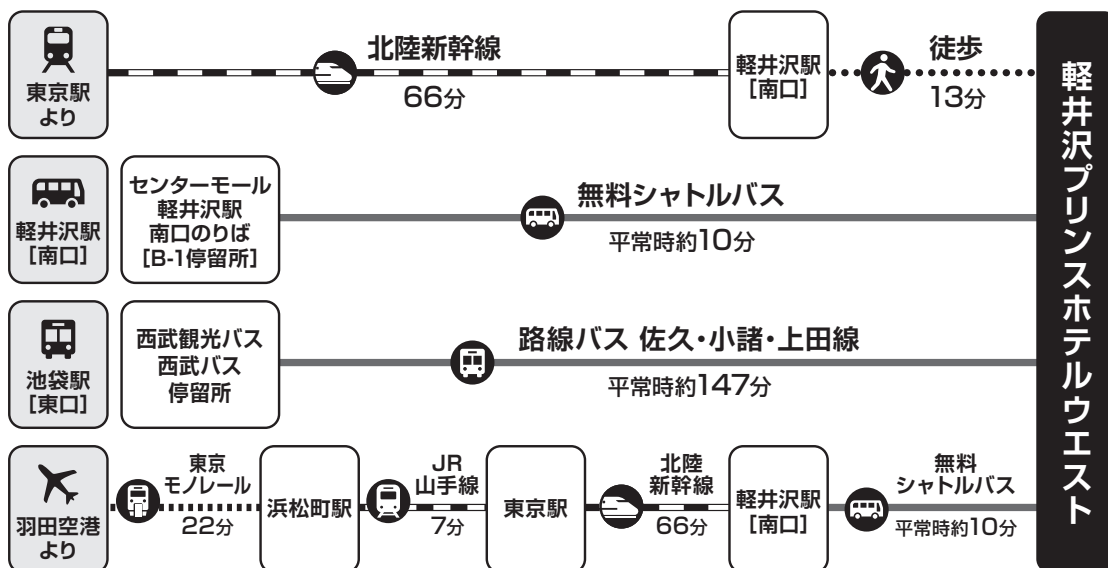 東京駅
より
北陸新幹線
66分
軽井沢駅
[南口]
徒歩
13分
軽井沢駅
[南口]
センターモール
軽井沢駅
南口のりば
[B-1停留所]
無料シャトルバス
平常時約10分
池袋駅
[東口]
西武観光バス
西武バス
停留所
路線バス 佐久・小諸・上田線
平常時約147分
羽田空港
より
東京
モノレール
22分
浜松町駅
JR
山手線
7分
東京駅
北陸
新幹線
66分
軽井沢駅
[南口]
無料
シャトルバス
平常時約10分
軽井沢プリンスホテルウエスト